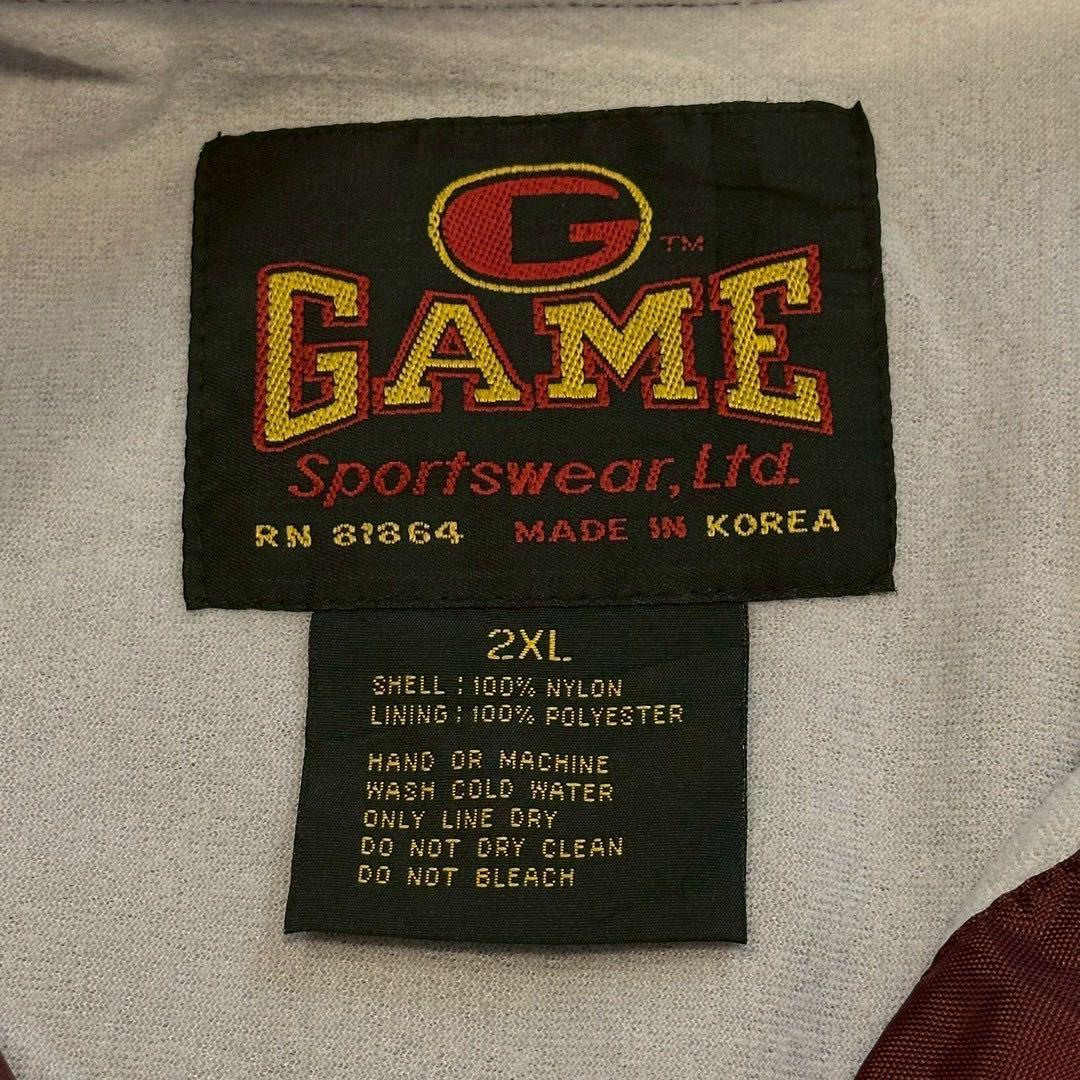 G ™
GAME
Sportswear, Ltd.
RN 81864 MADE IN KOREA
2XL
SHELL : 100% NYLON
LINING : 100% POLYESTER
HAND OR MACHINE
WASH COLD WATER
ONLY LINE DRY
DO NOT DRY CLEAN
DO NOT BLEACH